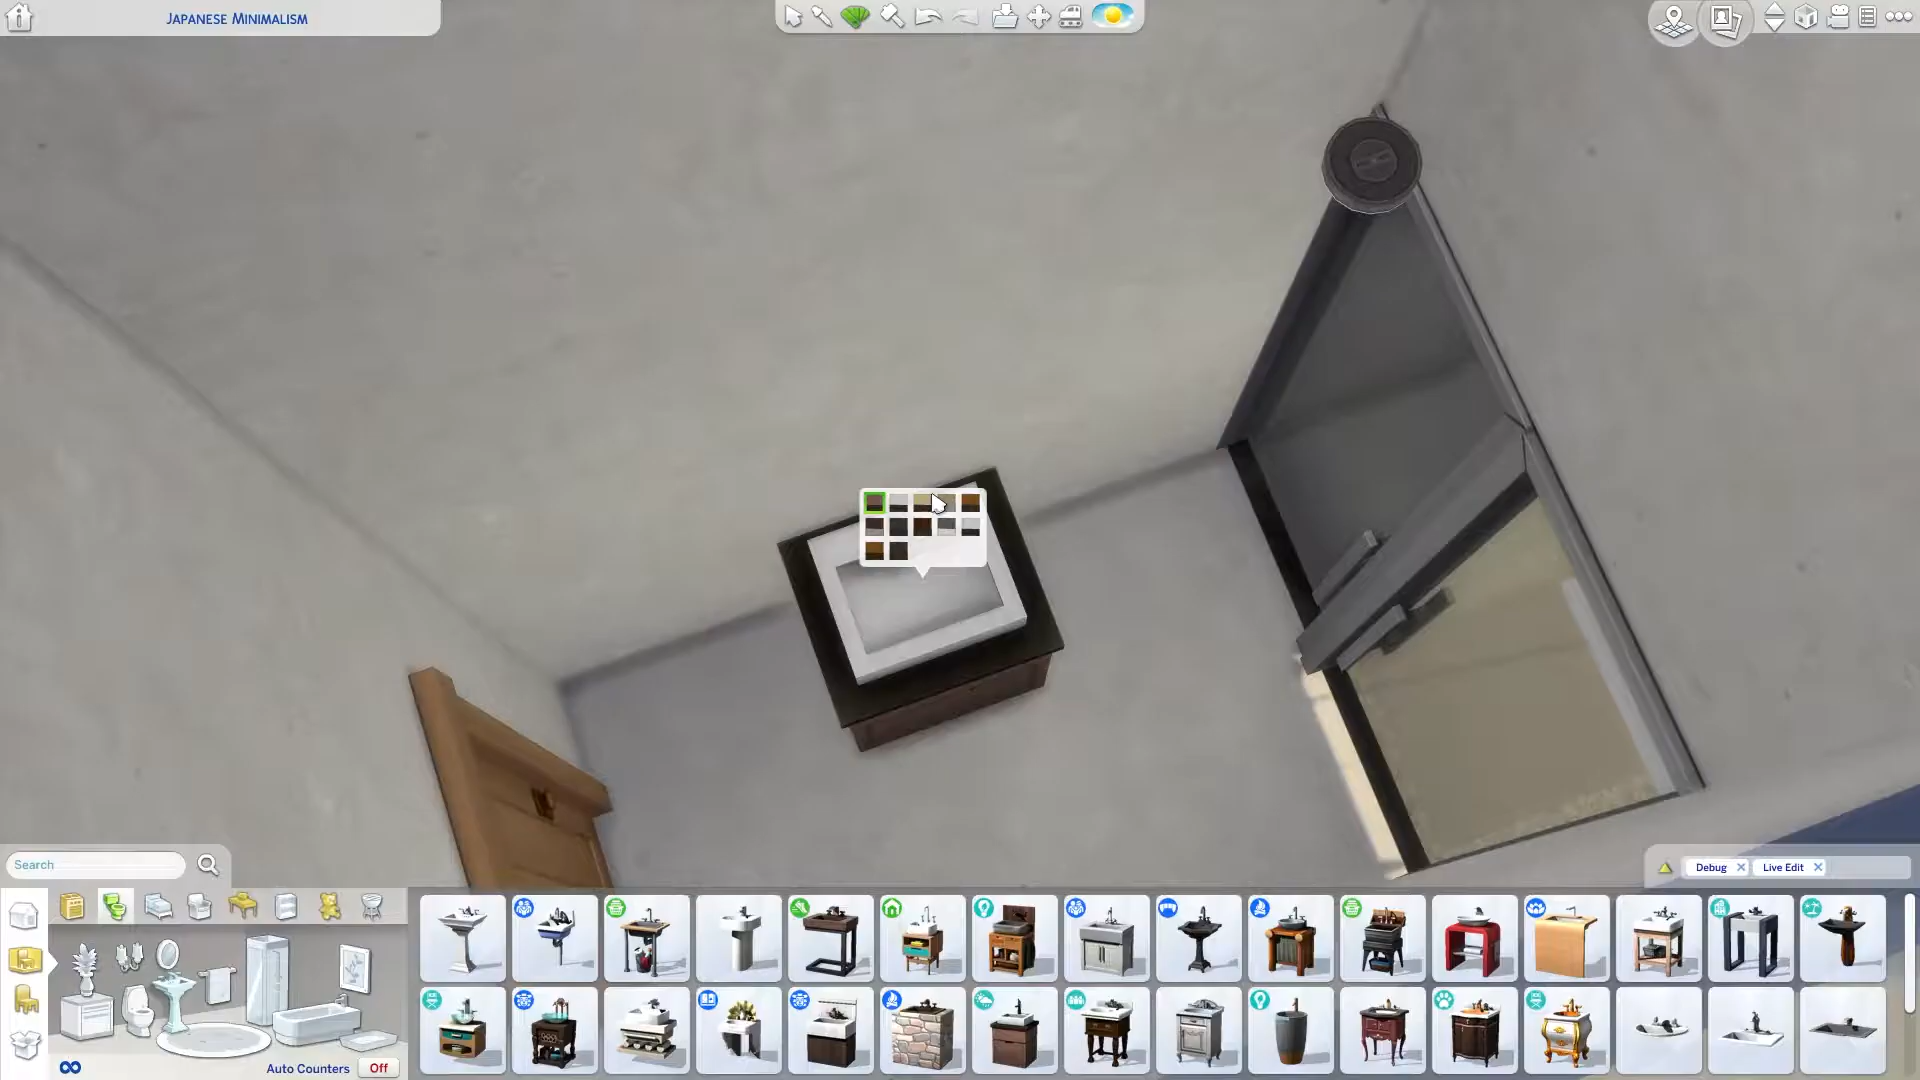 JAPANESE MINIMALISM
Search
Debug
Live Edit
Auto Counters
Off